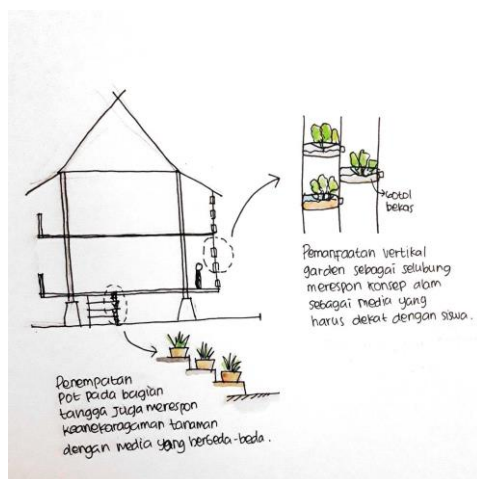 botol
bekas
Pemanfaatan vertikal
garden sebagai selubung
merespon konsep alam
sebagai media yang
harus dekat dengan siswa.
Penempatan
pot pada bagian
tangga juga merespon
keanekaragaman tanaman
dengan media yang berbeda-beda.